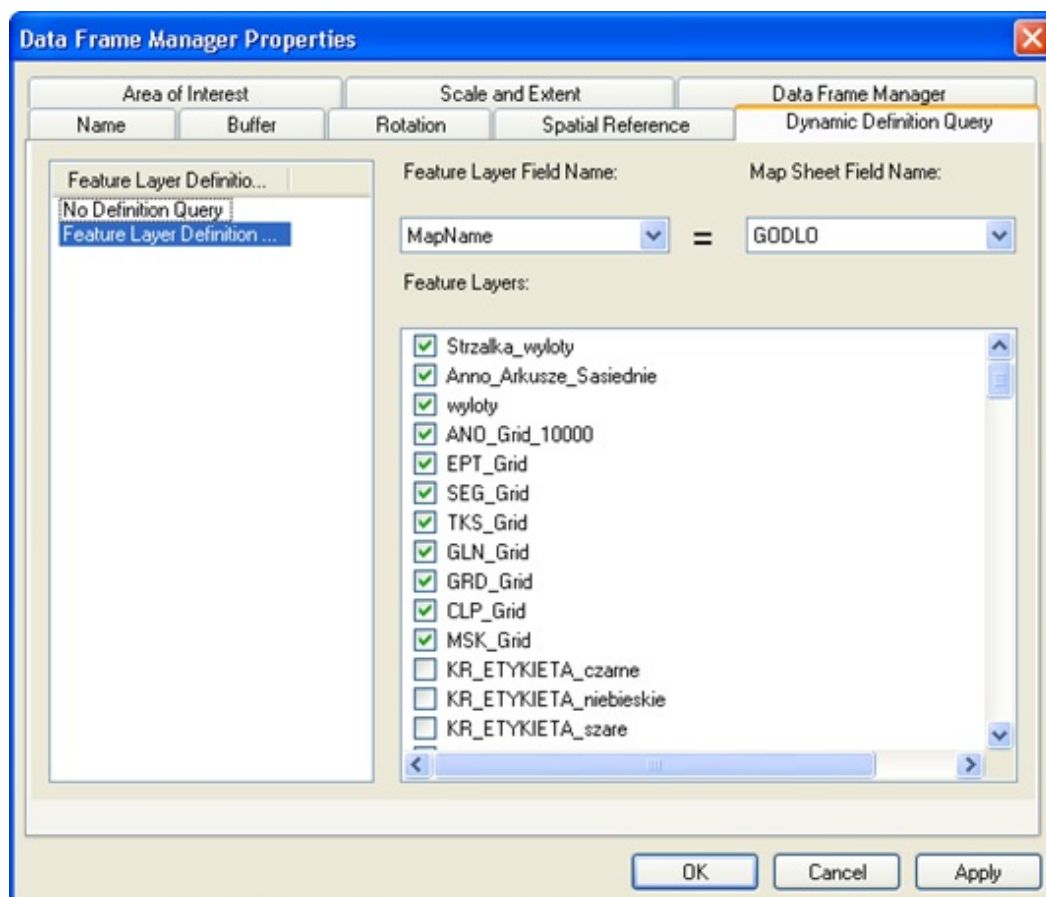 Data Frame Manager Properties
Area of Interest
Scale and Extent
Data Frame Manager
Name
Buffer
Rotation
Spatial Reference
Dynamic Definition Query
Feature Layer Definitio...
No Definition Query
Feature Layer Definition ...
Feature Layer Field Name:
Map Sheet Field Name:
MapName
=
GODLO
Feature Layers:
Strzalka_wyloty
Anno_Arkusze_Sasiednie
wyloty
ANO_Grid_10000
EPT_Grid
SEG_Grid
TKS_Grid
GLN_Grid
GRD_Grid
CLP_Grid
MSK_Grid
KR_ETYKIETA_czarne
KR_ETYKIETA_niebieskie
KR_ETYKIETA_szare
OK
Cancel
Apply